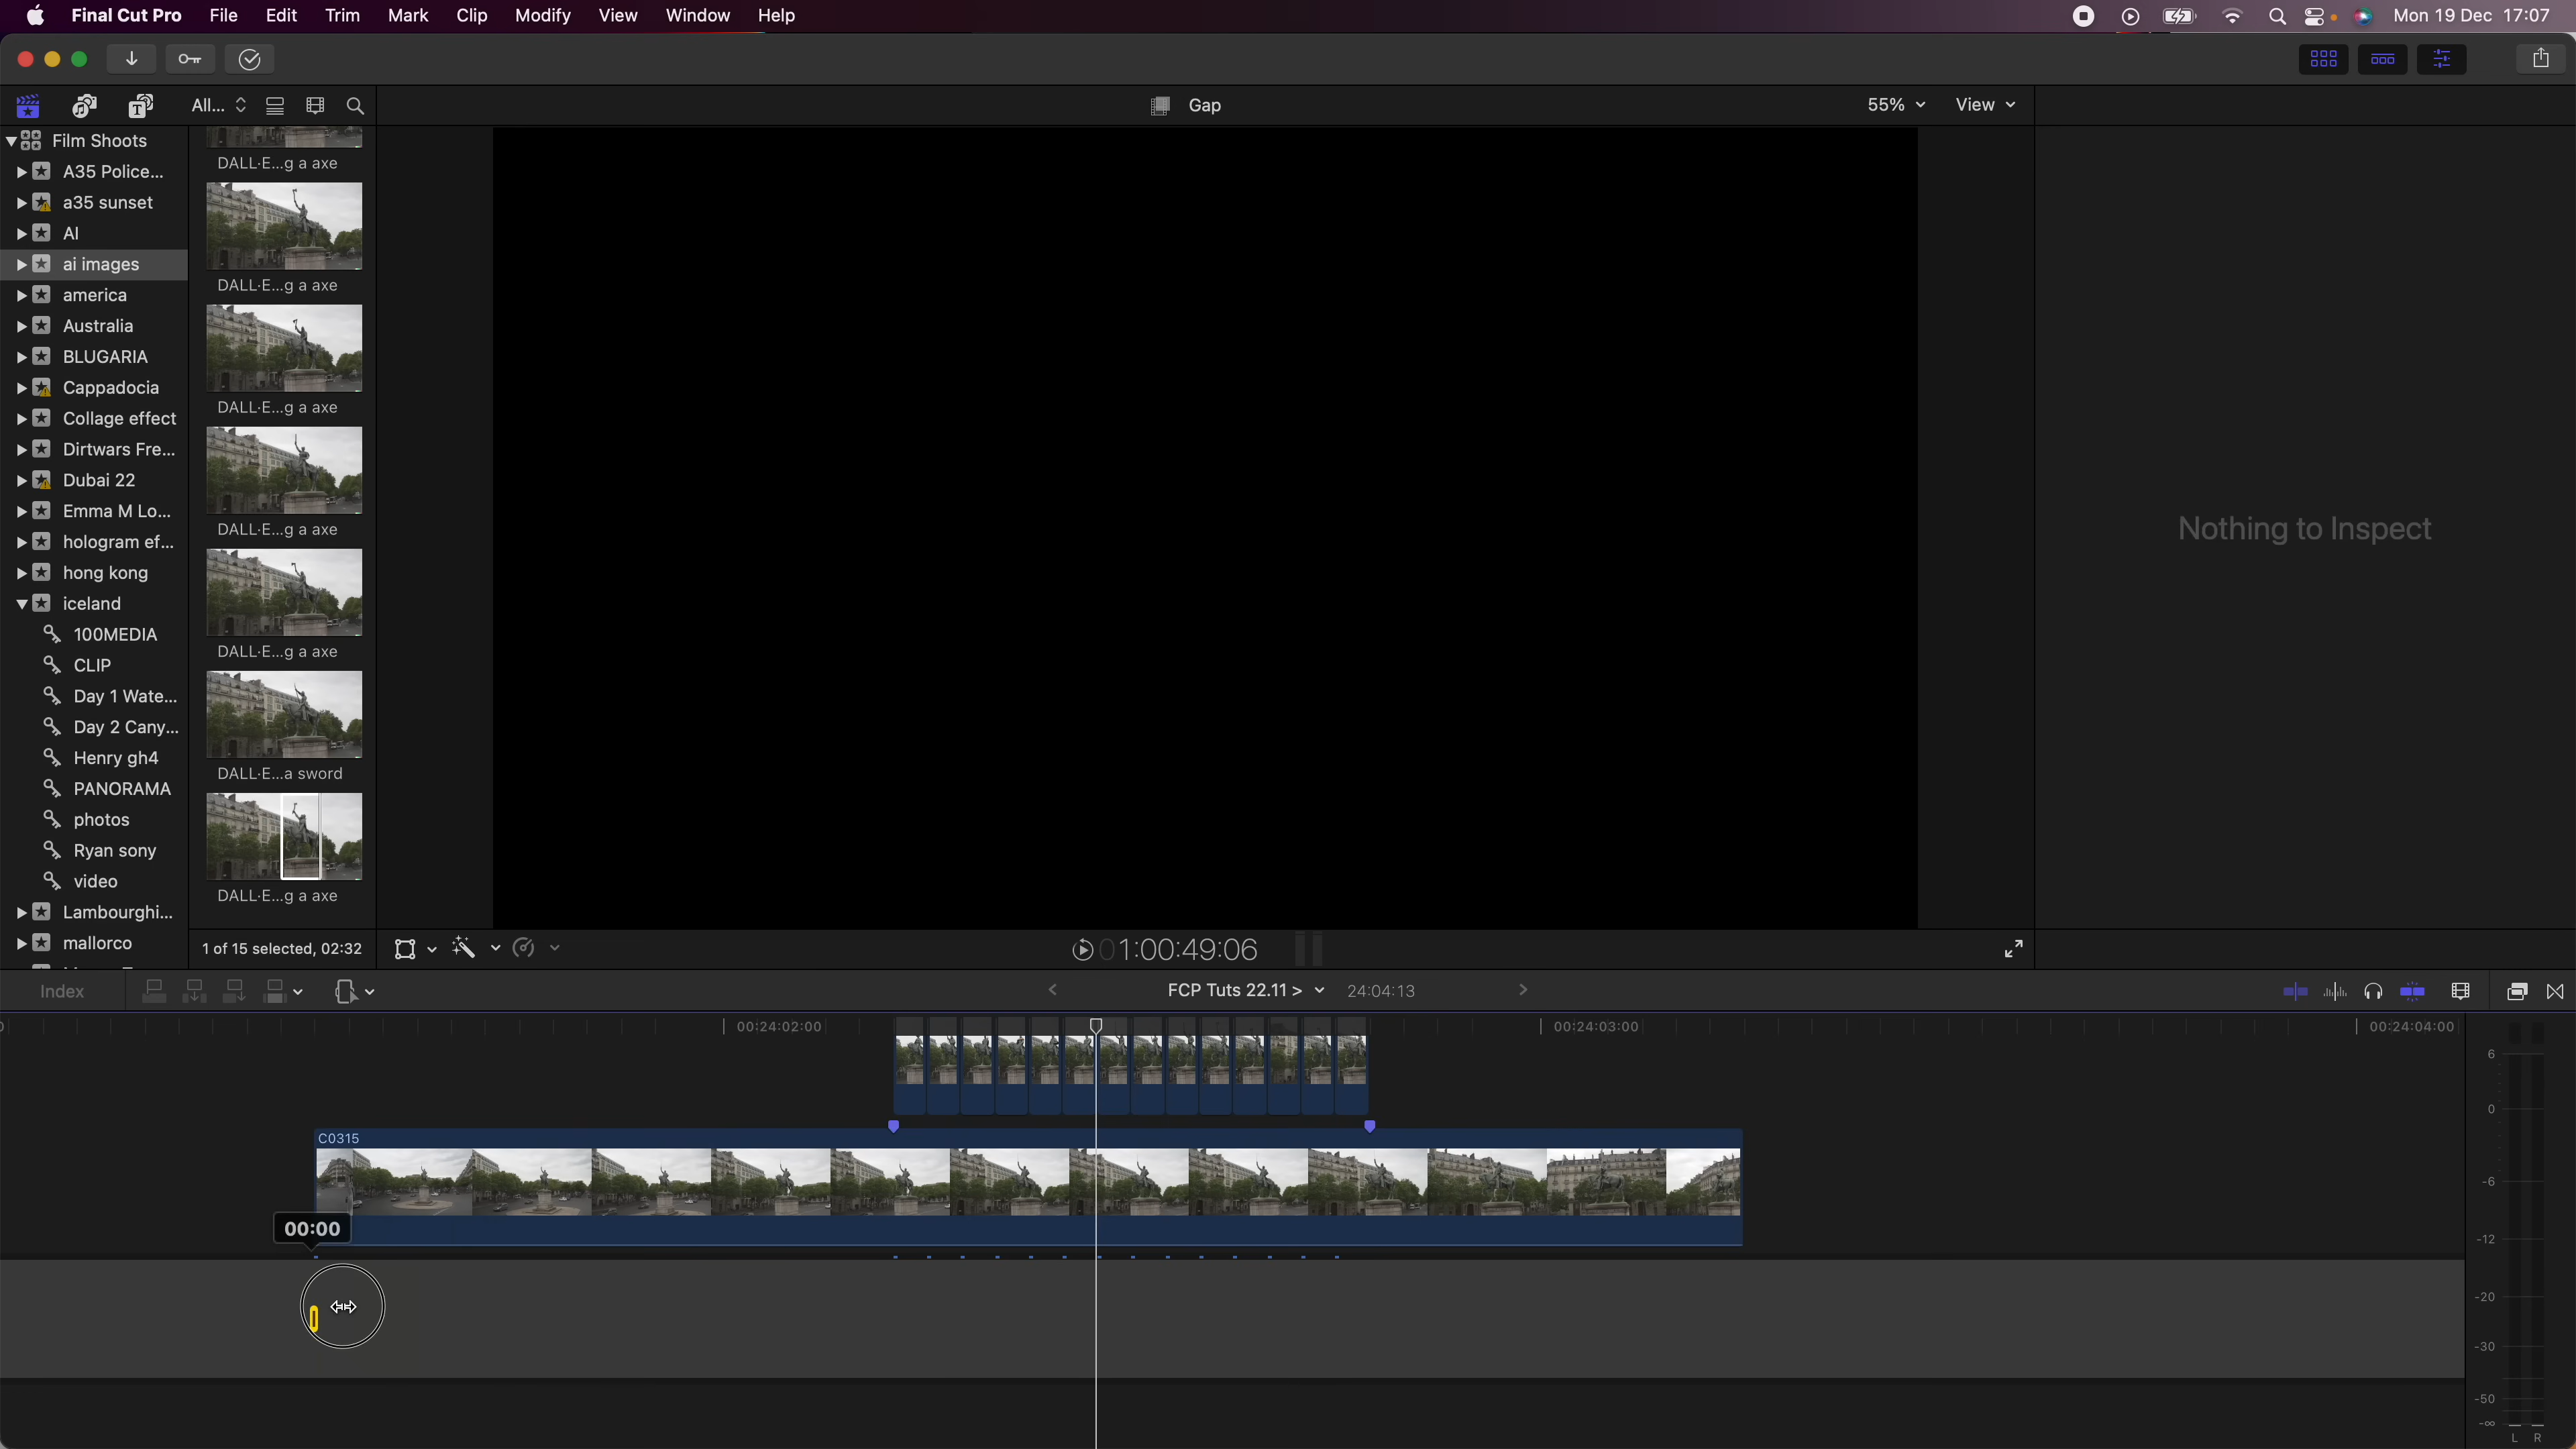 Final Cut Pro File Edit Trim Mark Clip Modify View Window Help Mon 19 Dec 17:07
All... Gap 55% View
Film Shoots
A35 Police...
a35 sunset
AI
ai images
america
Australia
BLUGARIA
Cappadocia
Collage effect
Dirtwars Fre...
Dubai 22
Emma M Lo...
hologram ef...
hong kong
iceland
100MEDIA
CLIP
Day 1 Wate...
Day 2 Cany...
Henry gh4
PANORAMA
photos
Ryan sony
video
Lambourghi...
mallorco
DALL·E...g a axe
DALL·E...g a axe
DALL·E...g a axe
DALL·E...g a axe
DALL·E...g a axe
DALL·E...a sword
DALL·E...g a axe
Nothing to Inspect
1 of 15 selected, 02:32
01:00:49:06
Index
FCP Tuts 22.11 >
24:04:13
00:24:02:00
00:24:03:00
00:24:04:00
C0315
00:00
6
0
-6
-12
-20
-30
-50
-∞
L R